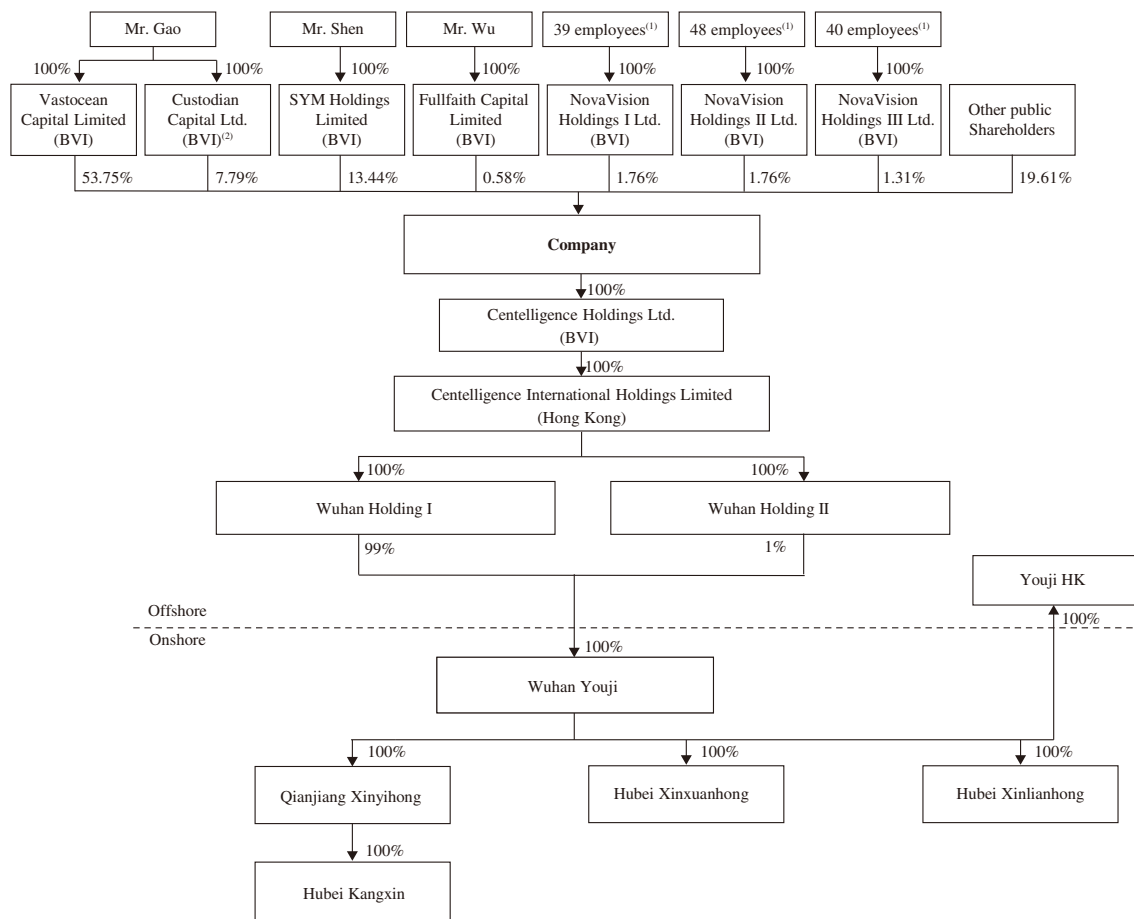 Mr. Gao
Mr. Shen
Mr. Wu
39 employees(1)
48 employees(1)
40 employees(1)
100%
100%
100%
100%
100%
100%
100%
Vastocean
Capital Limited
(BVI)
Custodian
Capital Ltd.
(BVI)(2)
SYM Holdings
Limited
(BVI)
Fullfaith Capital
Limited
(BVI)
NovaVision
Holdings I Ltd.
(BVI)
NovaVision
Holdings II Ltd.
(BVI)
NovaVision
Holdings III Ltd.
(BVI)
Other public
Shareholders
53.75%
7.79%
13.44%
0.58%
1.76%
1.76%
1.31%
19.61%
Company
100%
Centelligence Holdings Ltd.
(BVI)
100%
Centelligence International Holdings Limited
(Hong Kong)
100%
100%
Wuhan Holding I
Wuhan Holding II
99%
1%
Youji HK
Offshore
100%
Onshore
100%
Wuhan Youji
100%
100%
100%
Qianjiang Xinyihong
Hubei Xinxuanhong
Hubei Xinlianhong
100%
Hubei Kangxin